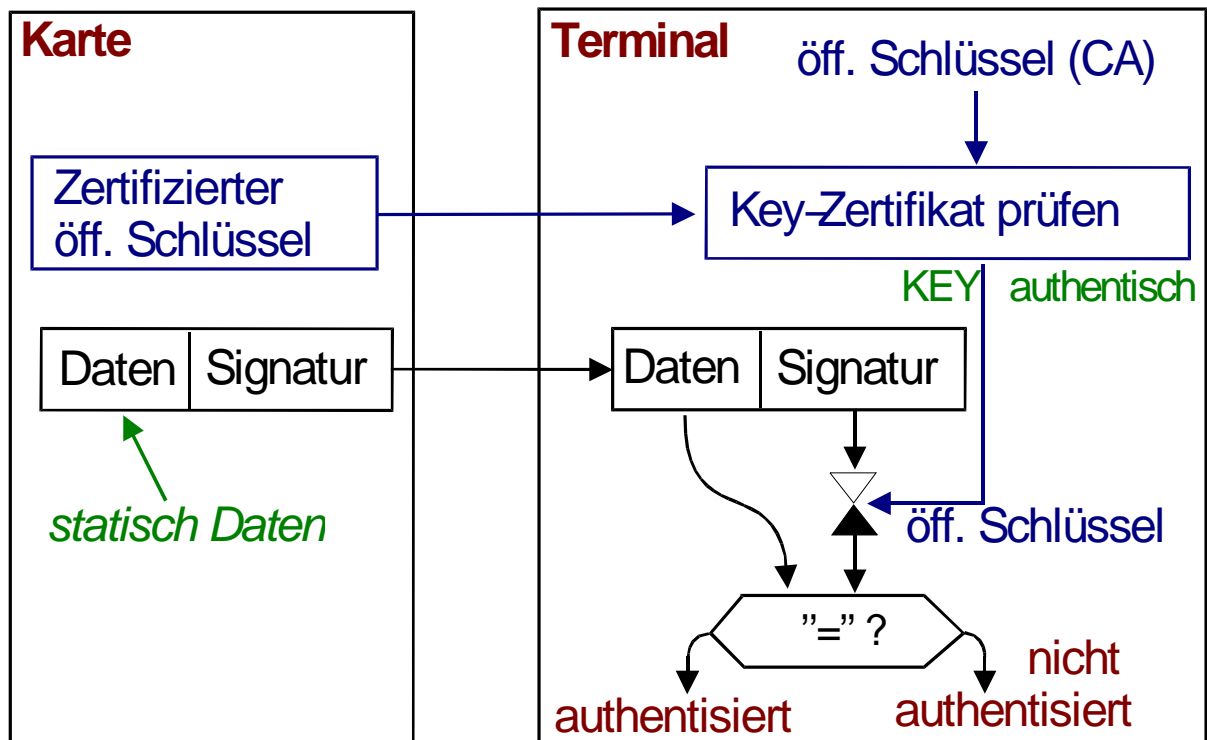 Karte
Terminal
öff. Schlüssel (CA)
Zertifizierter
öff. Schlüssel
Key–Zertifikat prüfen
KEY authentisch
Daten Signatur
Daten Signatur
statisch Daten
öff. Schlüssel
”=” ?
authentisiert
nicht
authentisiert